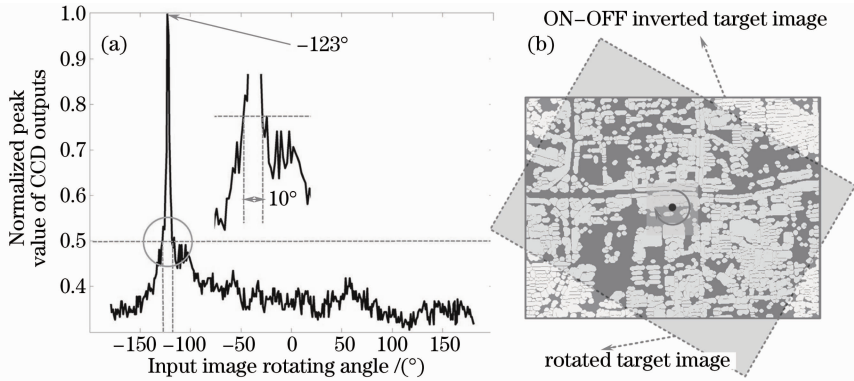 ON−OFF inverted target image
(a)
(b)
−123°
10°
Normalized peak
value of CCD outputs
1.0
0.9
0.8
0.7
0.6
0.5
0.4
−150 −100 −50 0 50 100 150
Input image rotating angle /(°)
rotated target image